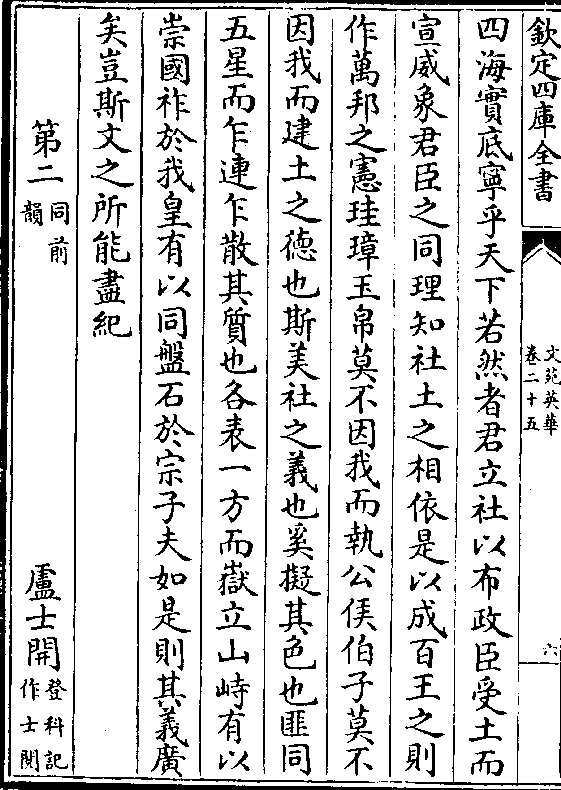 欽定四庫全書
文苑英華
卷二十五
六
四海實底寧乎天下若然者君立社以布政臣受土而
宣威象君臣之同理知社土之相依是以成百王之則
作萬邦之憲珪璋玉帛莫不因我而執公侯伯子莫不
因我而建土之德也斯美社之義也奚擬其色也匪同
五星而乍連乍散其質也各表一方而嶽立山峙有以
崇國祚於我皇有以同盤石於宗子夫如是則其義廣
矣豈斯文之所能盡紀
第二 同前韻 盧士開 登科記作士閱